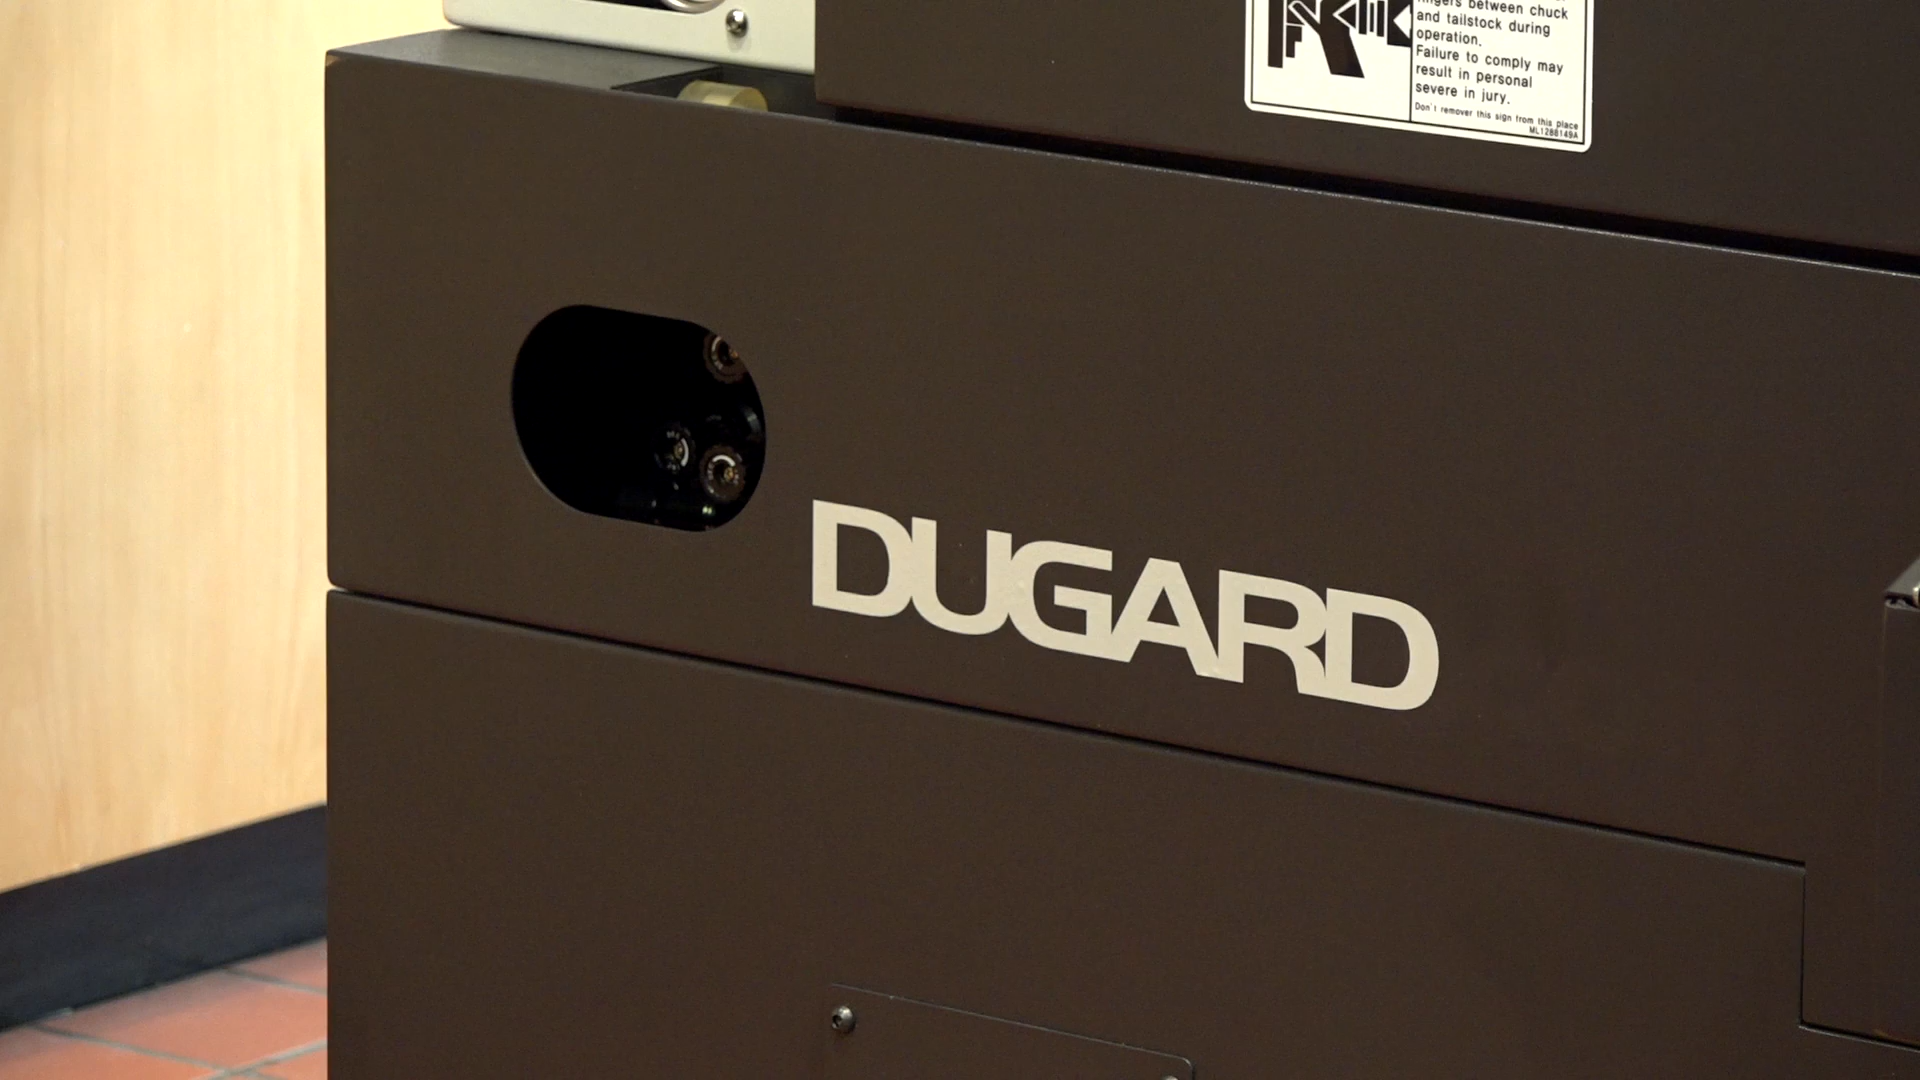 fingers between chuck
and tailstock during
operation.
Failure to comply may
result in personal
severe in jury.
Don't remover this sign from this place
ML1288149A
DUGARD